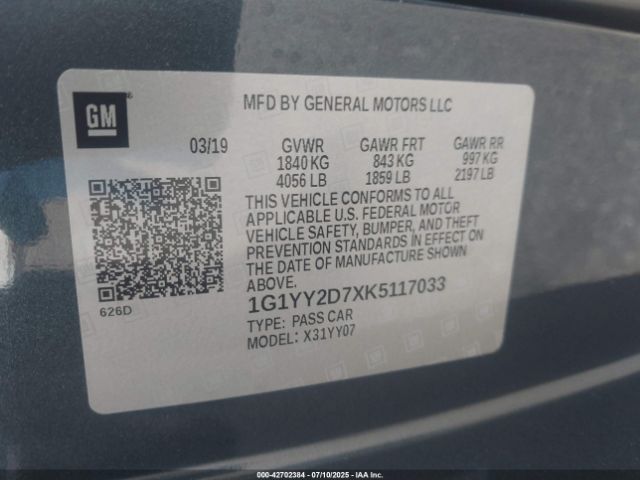 GM
MFD BY GENERAL MOTORS LLC
03/19 GVWR GAWR FRT GAWR RR
1840 KG 843 KG 997 KG
4056 LB 1859 LB 2197 LB
THIS VEHICLE CONFORMS TO ALL
APPLICABLE U.S. FEDERAL MOTOR
VEHICLE SAFETY, BUMPER, AND THEFT
PREVENTION STANDARDS IN EFFECT ON
THE DATE OF MANUFACTURE SHOWN
ABOVE.
626D
1G1YY2D7XK5117033
TYPE: PASS CAR
MODEL: X31YY07
000-42702384 - 07/10/2025 - IAA Inc.